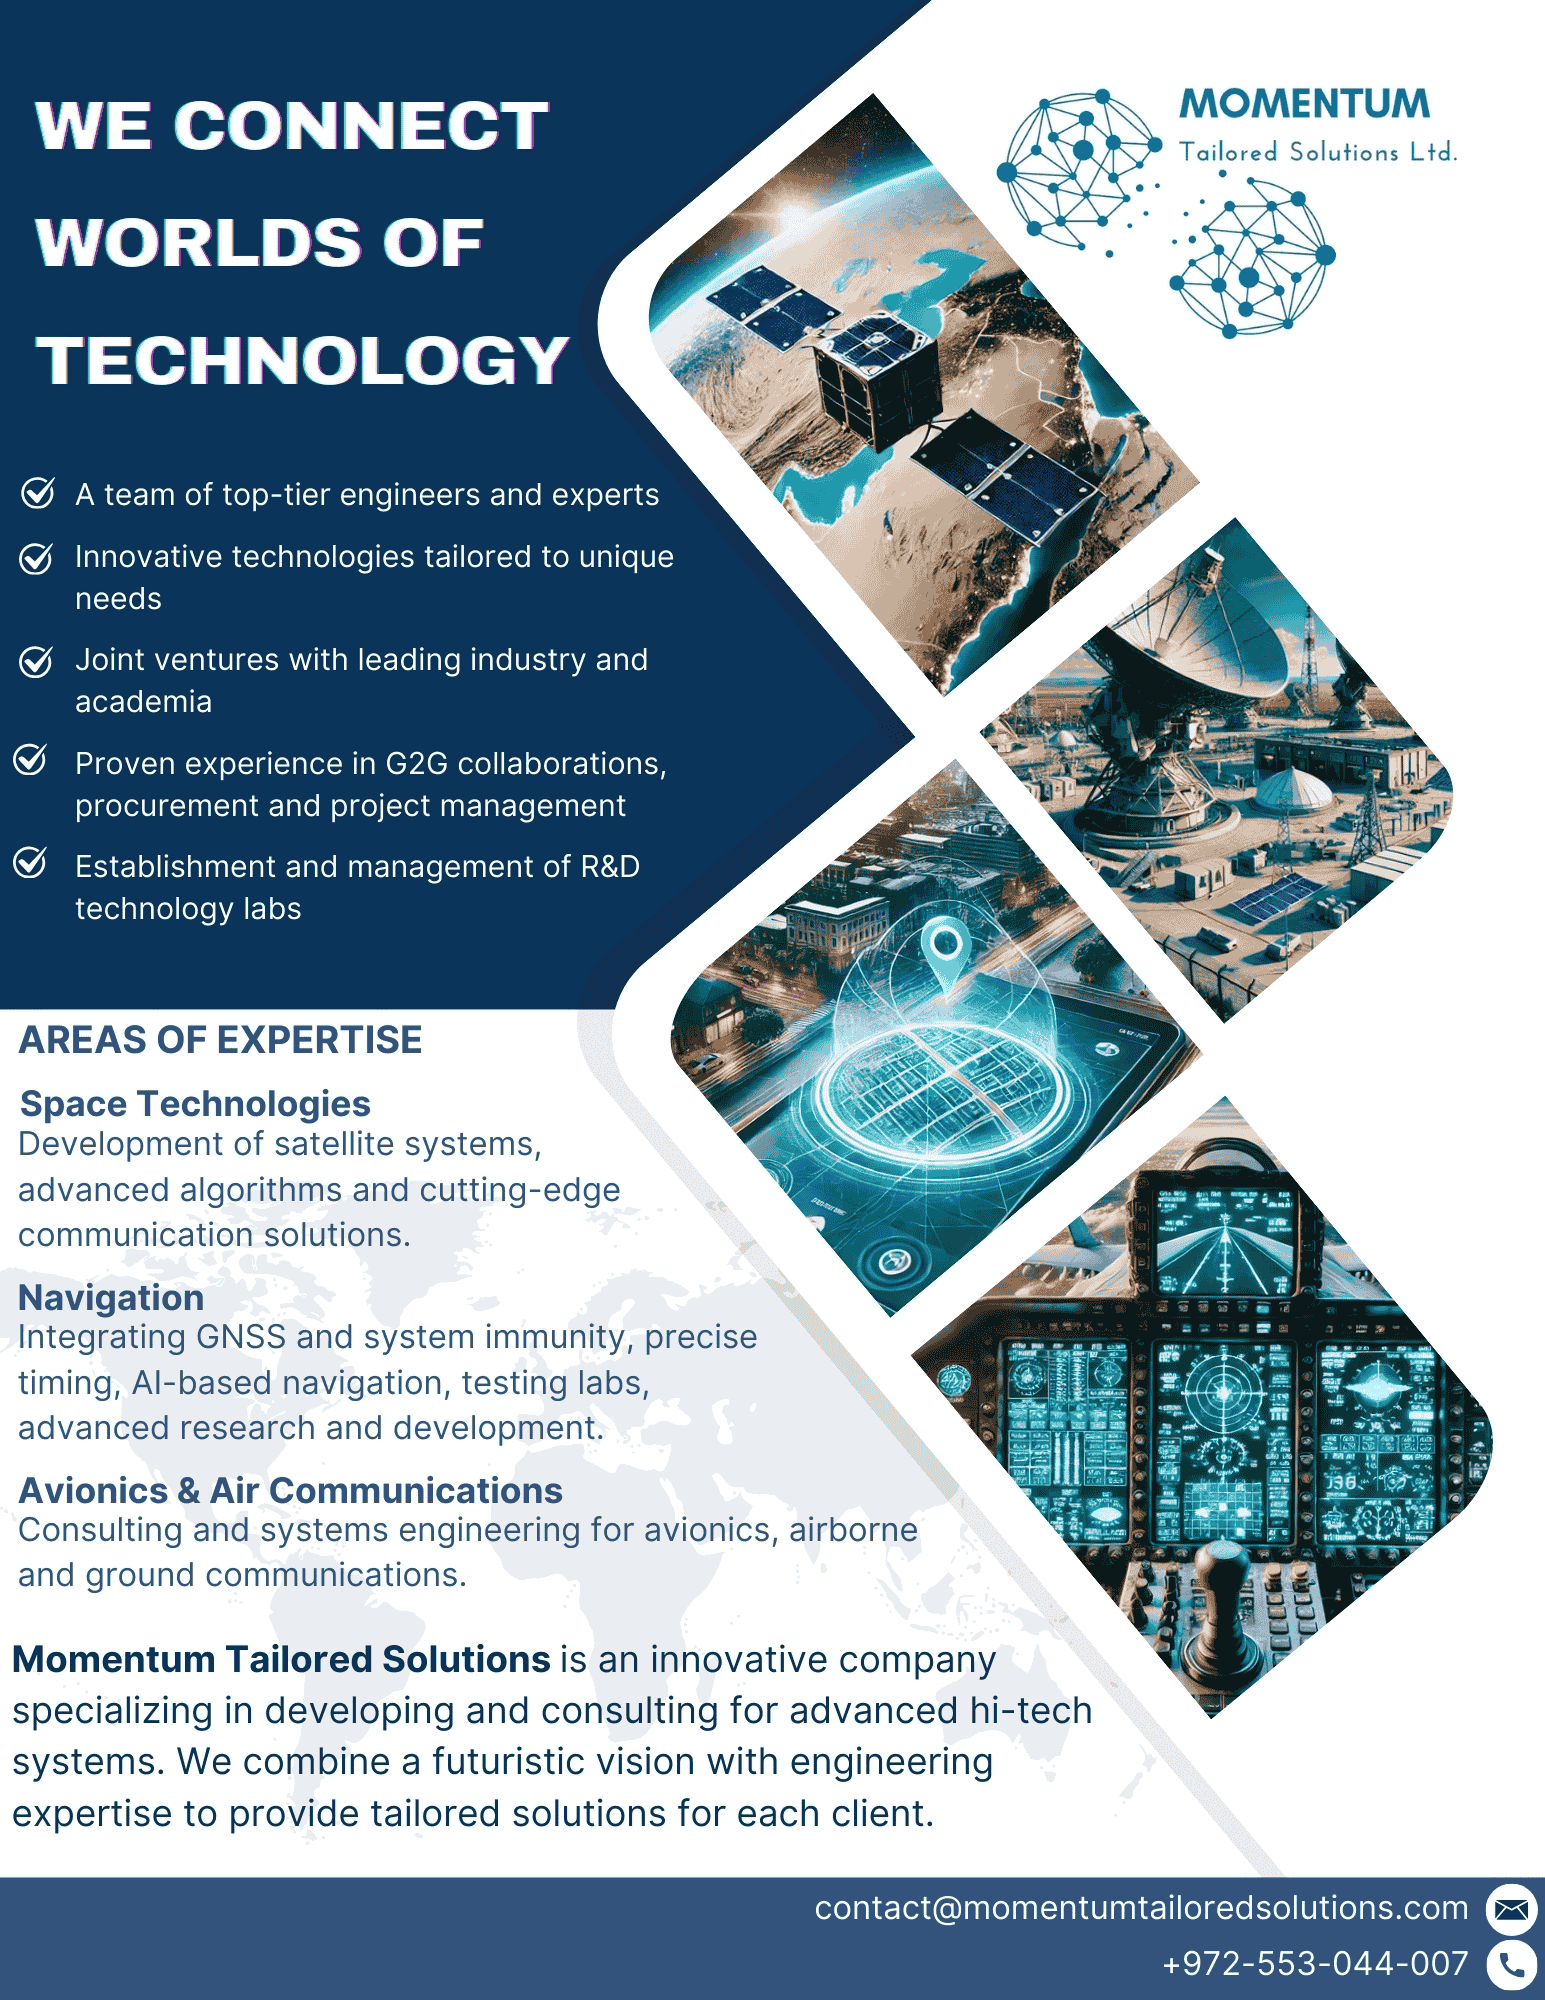 WE CONNECT
WORLDS OF
TECHNOLOGY
MOMENTUM
Tailored Solutions Ltd.
A team of top-tier engineers and experts
Innovative technologies tailored to unique
needs
Joint ventures with leading industry and
academia
Proven experience in G2G collaborations,
procurement and project management
Establishment and management of R&D
technology labs
AREAS OF EXPERTISE
Space Technologies
Development of satellite systems,
advanced algorithms and cutting-edge
communication solutions.
Navigation
Integrating GNSS and system immunity, precise
timing, AI-based navigation, testing labs,
advanced research and development.
Avionics & Air Communications
Consulting and systems engineering for avionics, airborne
and ground communications.
Momentum Tailored Solutions is an innovative company
specializing in developing and consulting for advanced hi-tech
systems. We combine a futuristic vision with engineering
expertise to provide tailored solutions for each client.
contact@momentumtailoredsolutions.com
+972-553-044-007